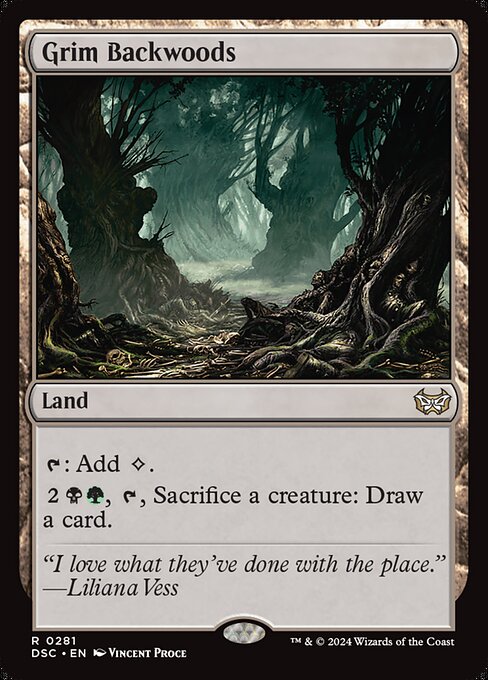 Grim Backwoods
Land
: Add .
2 , , Sacrifice a creature: Draw
a card.
“I love what they’ve done with the place.”
—Liliana Vess
R 0281
DSC • EN Vincent Proce
™ & © 2024 Wizards of the Coast